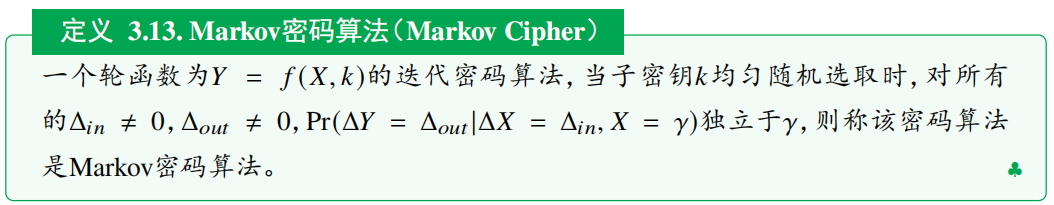 定义 3.13. Markov密码算法（Markov Cipher）
一个轮函数为Y = f(X, k)的迭代密码算法, 当子密钥k均匀随机选取时, 对所有
的Δin ≠ 0, Δout ≠ 0, Pr(ΔY = Δout|ΔX = Δin, X = γ)独立于γ, 则称该密码算法
是Markov密码算法。